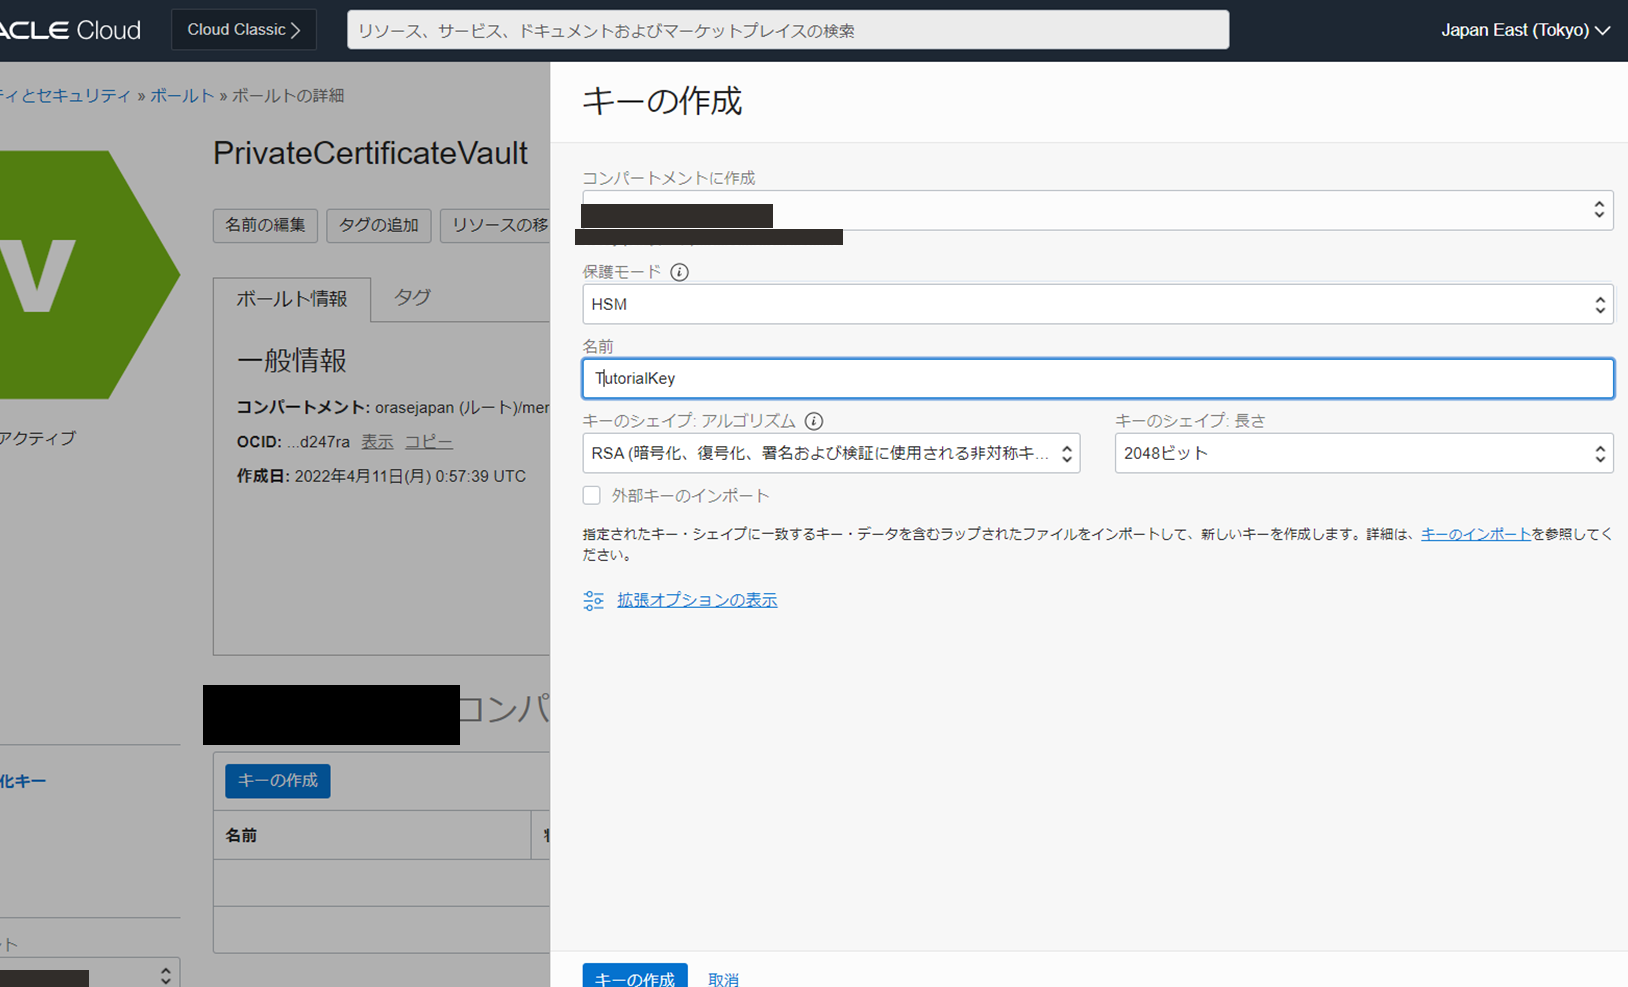 ACLE Cloud
Cloud Classic
リソース、サービス、ドキュメントおよびマーケットプレイスの検索
Japan East (Tokyo)
ティとセキュリティ » ボールト » ボールトの詳細
V
アクティブ
PrivateCertificateVault
名前の編集
タグの追加
リソースの移
ボールト情報
タグ
一般情報
コンパートメント: orasejapan (ルート)/mer
OCID: ...d247ra 表示 コピー
作成日: 2022年4月11日(月) 0:57:39 UTC
コンパ
化キー
キーの作成
名前
ート
キーの作成
コンパートメントに作成
保護モード
HSM
名前
TutorialKey
キーのシェイプ: アルゴリズム
キーのシェイプ: 長さ
RSA (暗号化、復号化、署名および検証に使用される非対称キ...
2048ビット
外部キーのインポート
指定されたキー・シェイプに一致するキー・データを含むラップされたファイルをインポートして、新しいキーを作成します。詳細は、キーのインポートを参照してく
ださい。
拡張オプションの表示
キーの作成
取消